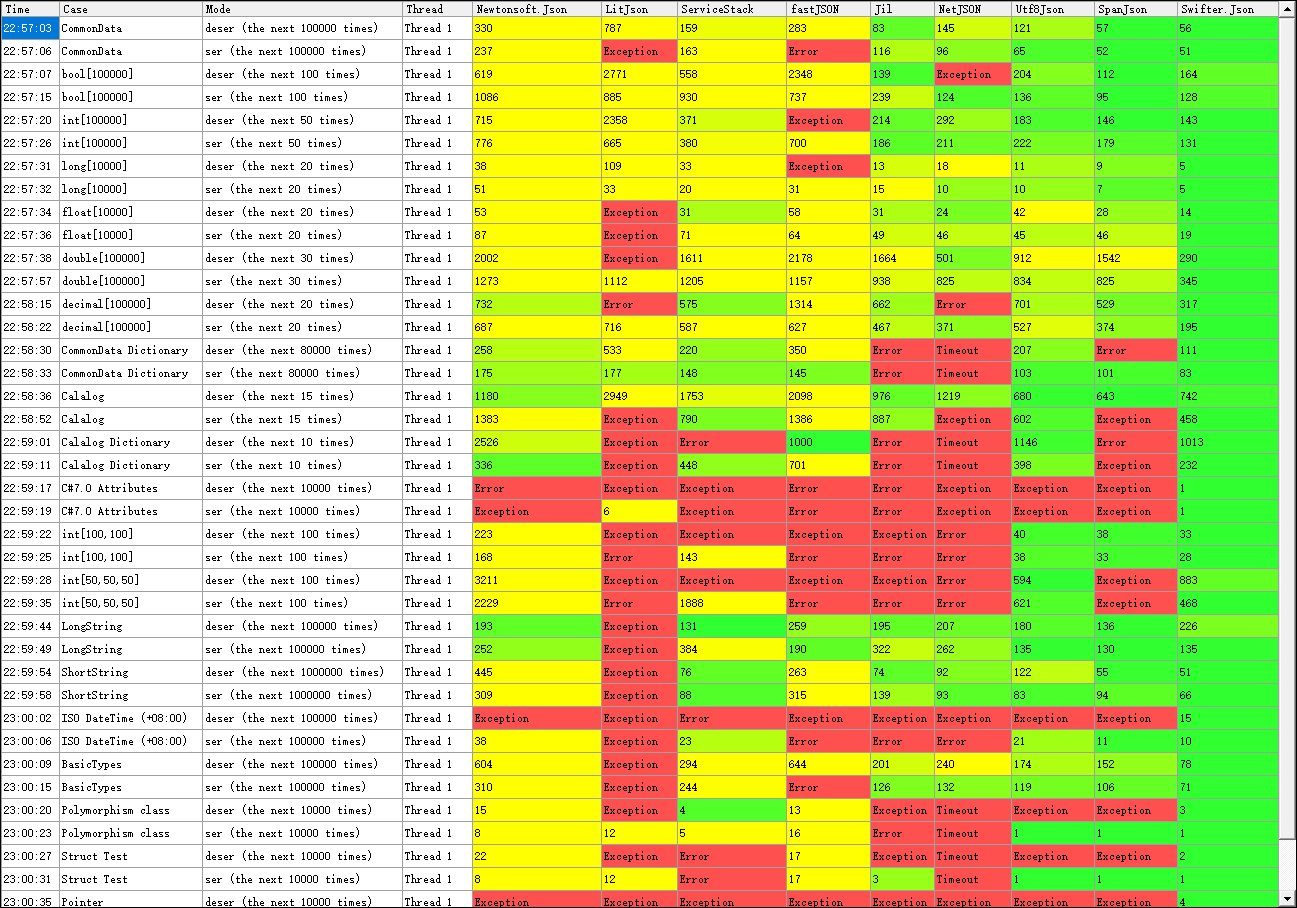 Time Case Mode Thread Newtonsoft.Json LitJson ServiceStack fastJSON Jil NetJSON Utf8Json SpanJson Swifter.Json
22:57:03 CommonData deser (the next 100000 times) Thread 1 330 787 159 283 83 145 121 57 56
22:57:06 CommonData ser (the next 100000 times) Thread 1 237 Exception 163 Error 116 96 65 52 51
22:57:07 bool[100000] deser (the next 100 times) Thread 1 619 2771 558 2348 139 Exception 204 112 164
22:57:15 bool[100000] ser (the next 100 times) Thread 1 1086 885 930 737 239 124 136 95 128
22:57:20 int[100000] deser (the next 50 times) Thread 1 715 2358 371 Exception 214 292 183 146 143
22:57:26 int[100000] ser (the next 50 times) Thread 1 776 665 380 700 186 211 222 179 131
22:57:31 long[10000] deser (the next 20 times) Thread 1 38 109 33 Exception 13 18 11 9 5
22:57:32 long[10000] ser (the next 20 times) Thread 1 51 33 20 31 15 10 10 7 5
22:57:34 float[10000] deser (the next 20 times) Thread 1 53 Exception 31 58 31 24 42 28 14
22:57:36 float[10000] ser (the next 20 times) Thread 1 87 Exception 71 64 49 46 45 46 19
22:57:38 double[100000] deser (the next 30 times) Thread 1 2002 Exception 1611 2178 1664 501 912 1542 290
22:57:57 double[100000] ser (the next 30 times) Thread 1 1273 1112 1205 1157 938 825 834 825 345
22:58:15 decimal[100000] deser (the next 20 times) Thread 1 732 Error 575 1314 662 Error 701 529 317
22:58:22 decimal[100000] ser (the next 20 times) Thread 1 687 716 587 627 467 371 527 374 195
22:58:30 CommonData Dictionary deser (the next 80000 times) Thread 1 258 533 220 350 Error Timeout 207 Error 111
22:58:33 CommonData Dictionary ser (the next 80000 times) Thread 1 175 177 148 145 Error Timeout 103 101 83
22:58:36 Calalog deser (the next 15 times) Thread 1 1180 2949 1753 2098 976 1219 680 643 742
22:58:52 Calalog ser (the next 15 times) Thread 1 1383 Exception 790 1386 887 Exception 602 Exception 458
22:59:01 Calalog Dictionary deser (the next 10 times) Thread 1 2526 Exception Error 1000 Error Timeout 1146 Error 1013
22:59:11 Calalog Dictionary ser (the next 10 times) Thread 1 336 Exception 448 701 Error Timeout 398 Exception 232
22:59:17 C#7.0 Attributes deser (the next 10000 times) Thread 1 Error Exception Exception Error Error Exception Exception Exception 1
22:59:19 C#7.0 Attributes ser (the next 10000 times) Thread 1 Exception 6 Exception Error Error Exception Exception Exception 1
22:59:22 int[100,100] deser (the next 100 times) Thread 1 223 Exception Exception Exception Exception Error 40 38 33
22:59:25 int[100,100] ser (the next 100 times) Thread 1 168 Error 143 Error Error Error 38 33 28
22:59:28 int[50,50,50] deser (the next 100 times) Thread 1 3211 Exception Exception Exception Exception Error 594 Exception 883
22:59:35 int[50,50,50] ser (the next 100 times) Thread 1 2229 Error 1888 Error Error Error 621 Exception 468
22:59:44 LongString deser (the next 100000 times) Thread 1 193 Exception 131 259 195 207 180 136 226
22:59:49 LongString ser (the next 100000 times) Thread 1 252 Exception 384 190 322 262 135 130 135
22:59:54 ShortString deser (the next 1000000 times) Thread 1 445 Exception 76 263 74 92 122 55 51
22:59:58 ShortString ser (the next 1000000 times) Thread 1 309 Exception 88 315 139 93 83 94 66
23:00:02 ISO DateTime (+08:00) deser (the next 100000 times) Thread 1 Exception Exception Error Exception Exception Exception Exception Exception 15
23:00:06 ISO DateTime (+08:00) ser (the next 100000 times) Thread 1 38 Exception 23 Error Error Error 21 11 10
23:00:09 BasicTypes deser (the next 100000 times) Thread 1 604 Exception 294 644 201 240 174 152 78
23:00:15 BasicTypes ser (the next 100000 times) Thread 1 310 Exception 244 Error 126 132 119 106 71
23:00:20 Polymorphism class deser (the next 10000 times) Thread 1 15 Exception 4 13 Exception Timeout Exception Exception 3
23:00:23 Polymorphism class ser (the next 10000 times) Thread 1 8 12 5 16 Error Timeout 1 1 1
23:00:27 Struct Test deser (the next 10000 times) Thread 1 22 Exception Error 17 Exception Timeout Exception Exception 2
23:00:31 Struct Test ser (the next 10000 times) Thread 1 8 12 Error 17 3 Timeout 1 1 1
23:00:35 Pointer deser (the next 10000 times) Thread 1 Exception Exception Exception Exception Exception Exception Exception Exception 4